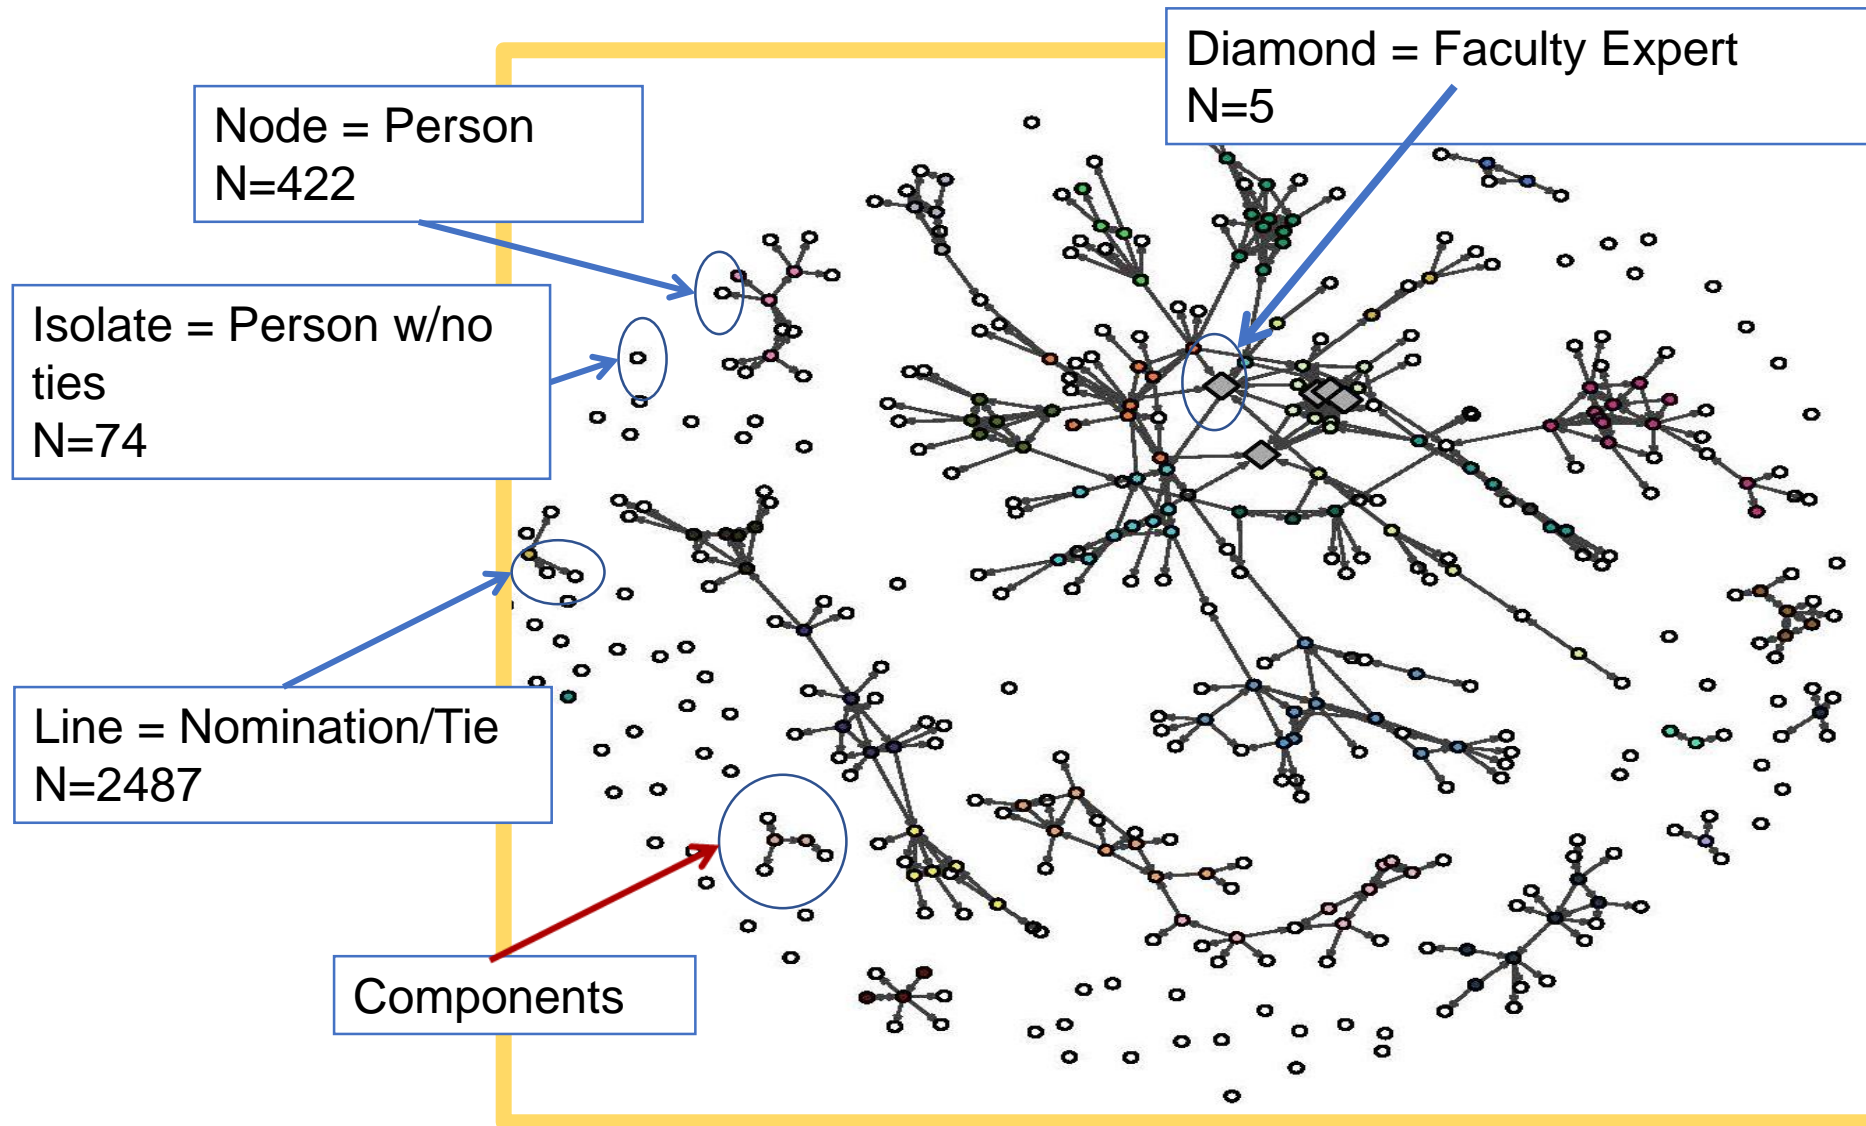 Diamond = Faculty Expert
N=5
Node = Person
N=422
Isolate = Person w/no
ties
N=74
Line = Nomination/Tie
N=2487
Components